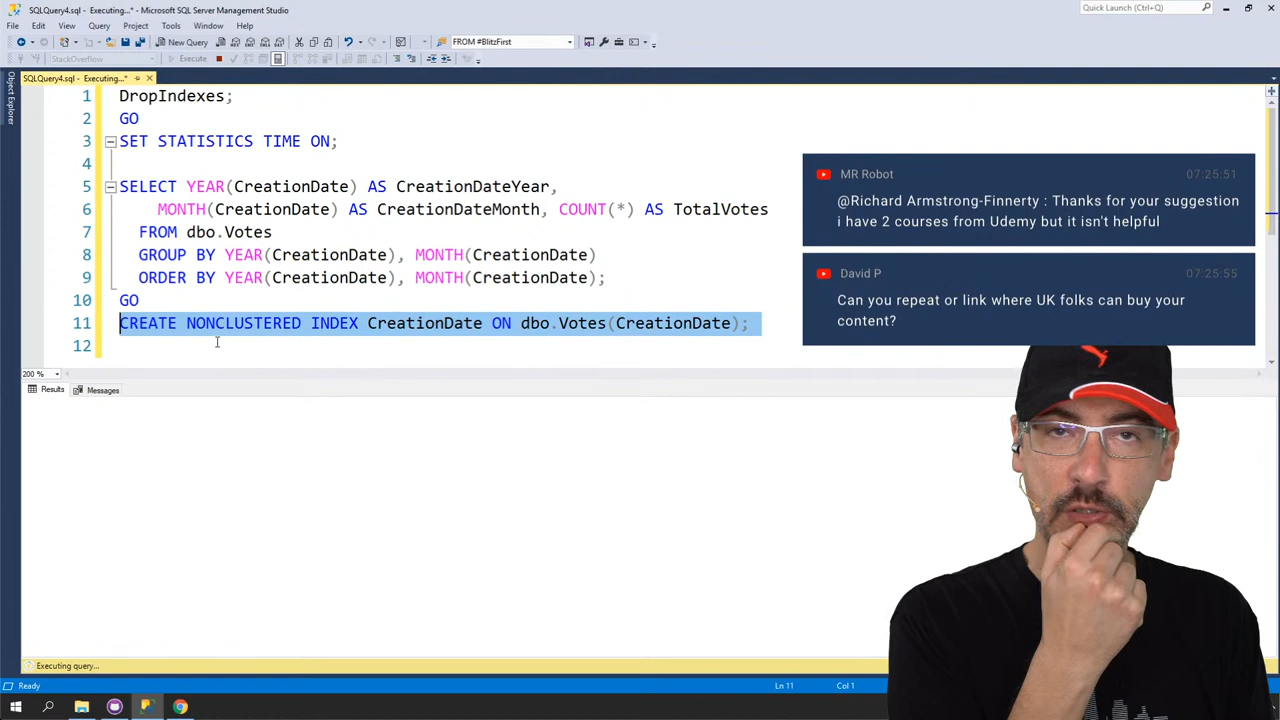 SQLQuery4.sql - Executing...* - Microsoft SQL Server Management Studio
Quick Launch (Ctrl+Q)
File Edit View Query Project Tools Window Help
New Query
FROM #BlitzFirst
StackOverflow
Execute
SQLQuery4.sql - Executing...*
Object Explorer
1 DropIndexes;
2 GO
3 SET STATISTICS TIME ON;
4
5 SELECT YEAR(CreationDate) AS CreationDateYear,
6 MONTH(CreationDate) AS CreationDateMonth, COUNT(*) AS TotalVotes
7 FROM dbo.Votes
8 GROUP BY YEAR(CreationDate), MONTH(CreationDate)
9 ORDER BY YEAR(CreationDate), MONTH(CreationDate);
10 GO
11 CREATE NONCLUSTERED INDEX CreationDate ON dbo.Votes(CreationDate);
12
MR Robot 07:25:51
@Richard Armstrong-Finnerty : Thanks for your suggestion
i have 2 courses from Udemy but it isn't helpful
David P 07:25:55
Can you repeat or link where UK folks can buy your
content?
200 %
Results Messages
Executing query...
Ready Ln 11 Col 1